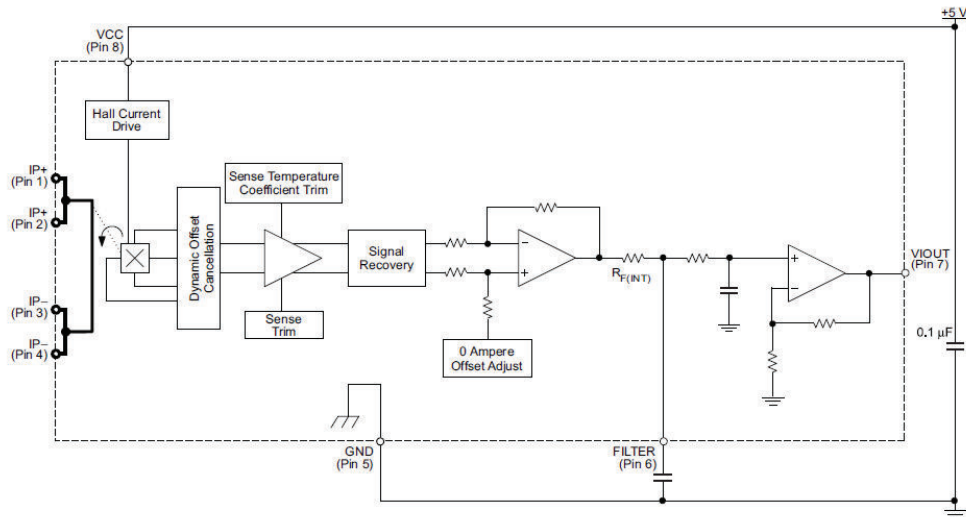 +5 V
VCC
(Pin 8)
Hall Current
Drive
IP+
(Pin 1)
IP+
(Pin 2)
IP−
(Pin 3)
IP−
(Pin 4)
Dynamic Offset
Cancellation
Sense Temperature
Coefficient Trim
Sense
Trim
Signal
Recovery
0 Ampere
Offset Adjust
−
+
RF(INT)
+
−
VIOUT
(Pin 7)
0.1 µF
GND
(Pin 5)
FILTER
(Pin 6)